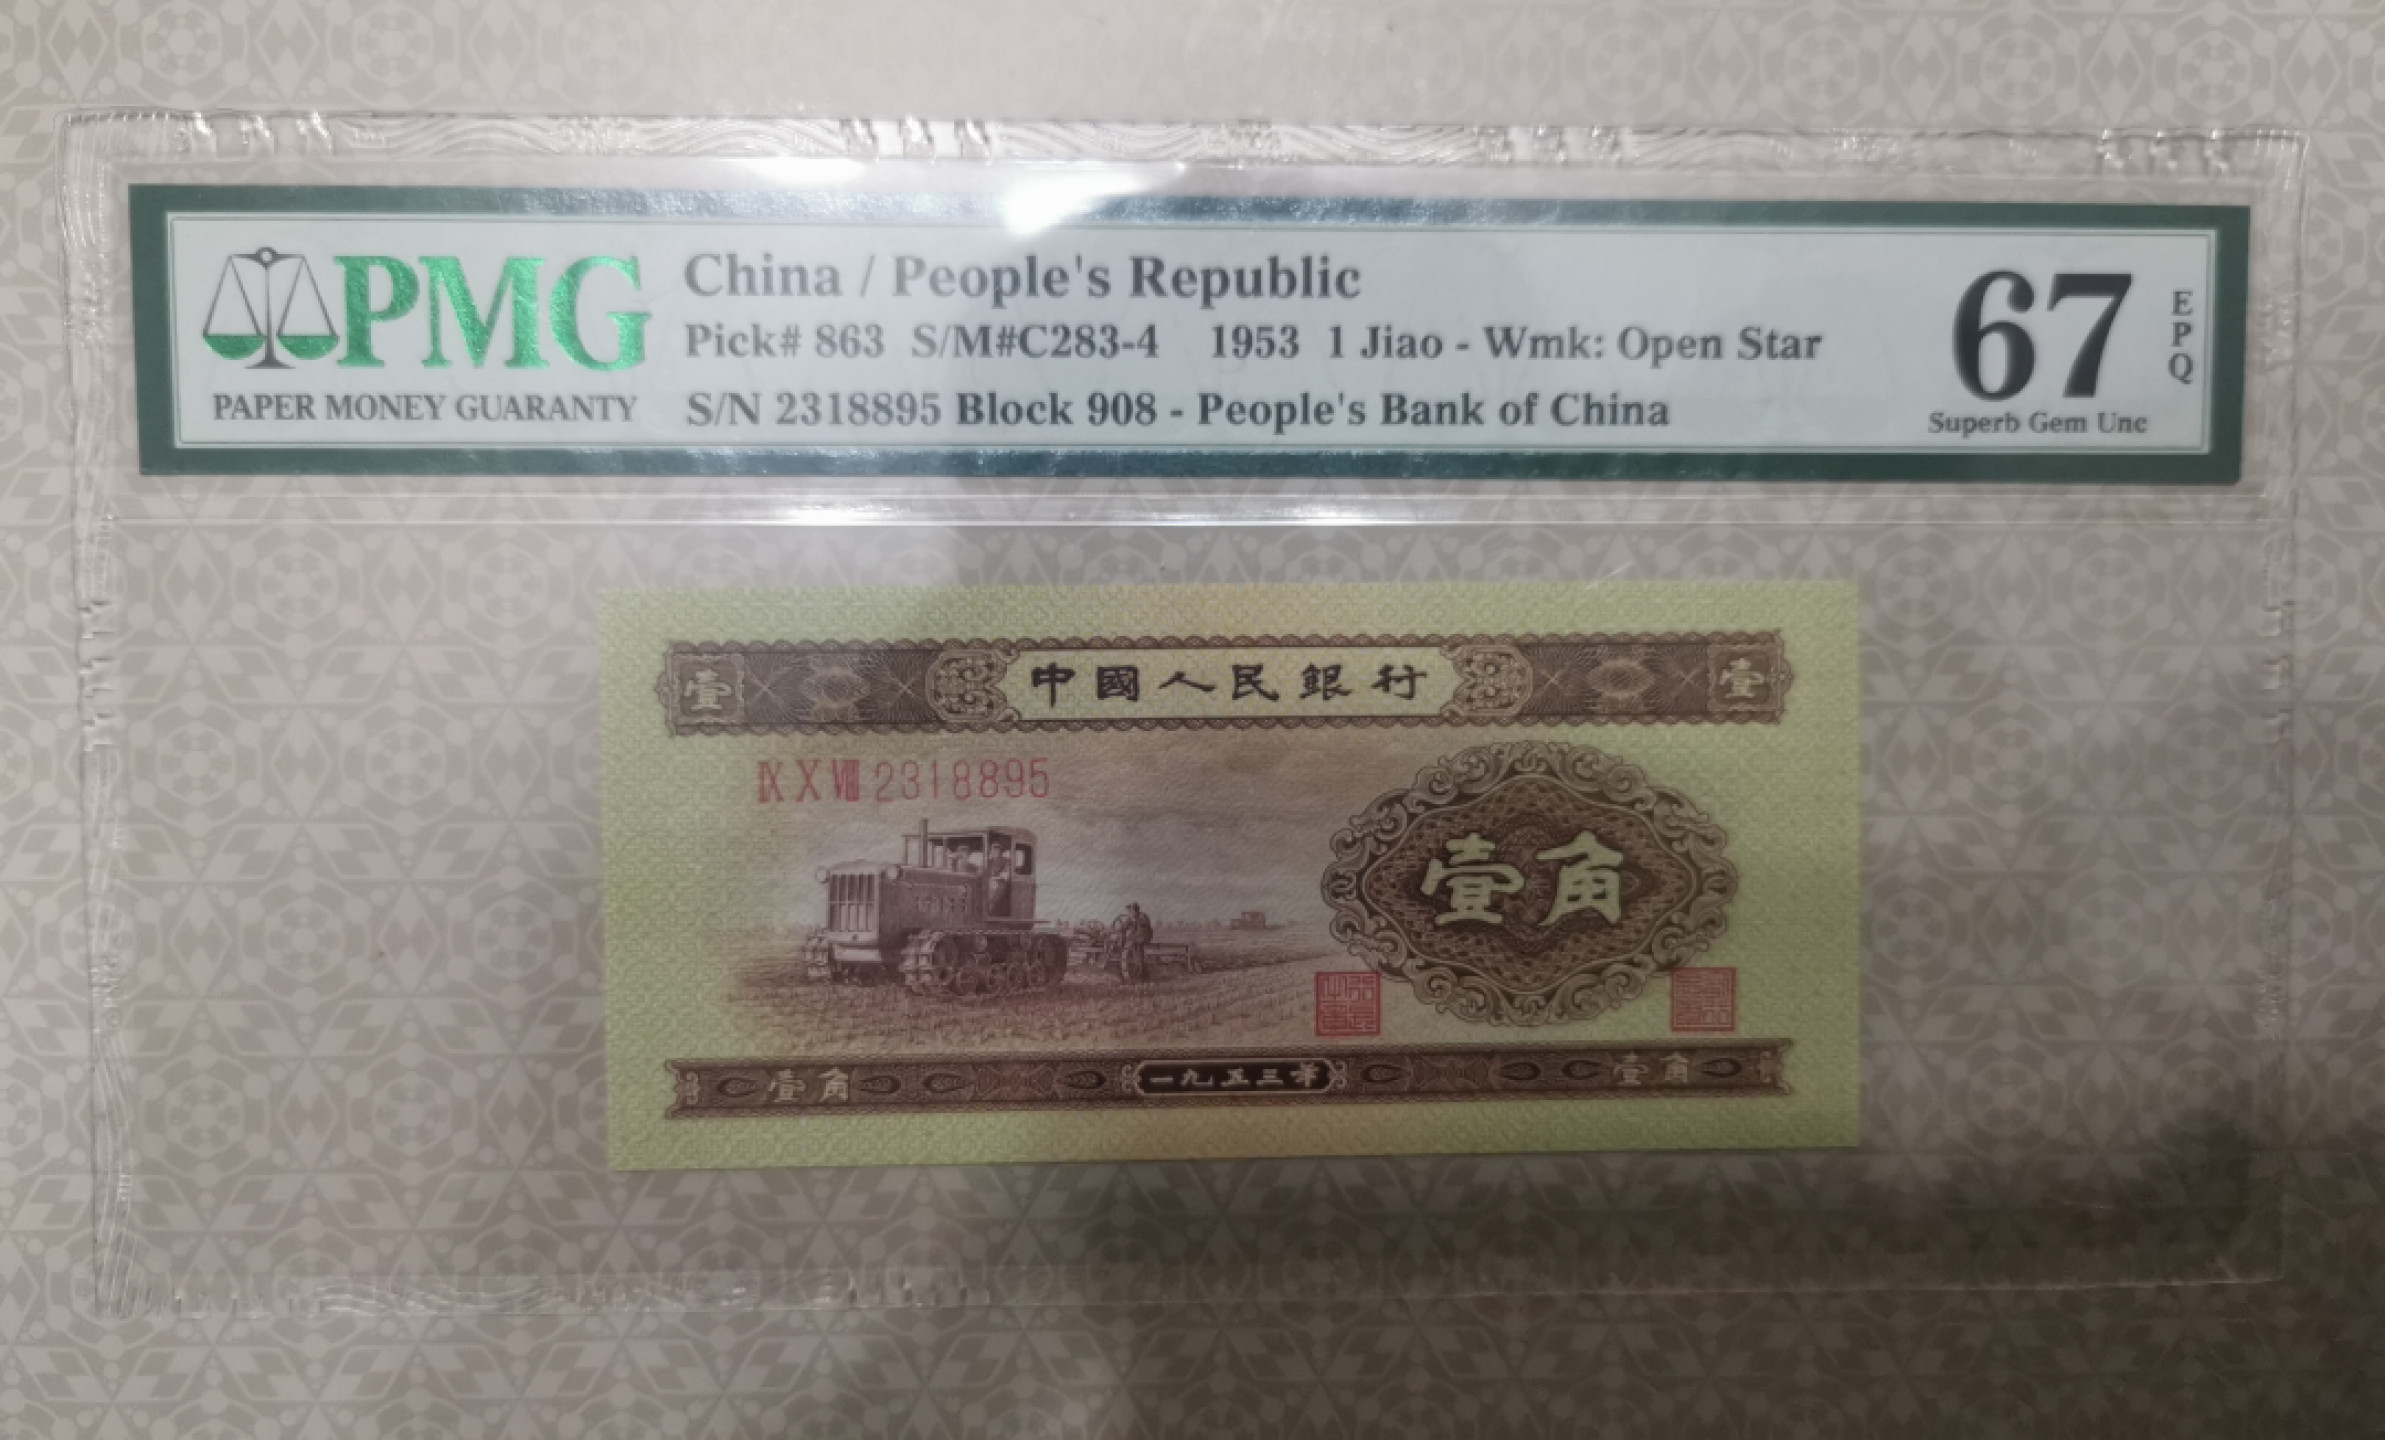 PMG
PAPER MONEY GUARANTY
China / People's Republic
Pick# 863 S/M#C283-4 1953 1 Jiao - Wmk: Open Star
S/N 2318895 Block 908 - People's Bank of China
67
EPQ
Superb Gem Unc
壹 中國人民銀行 壹
ⅨⅩⅧ 2318895
壹角
壹角 一九五三年 壹角